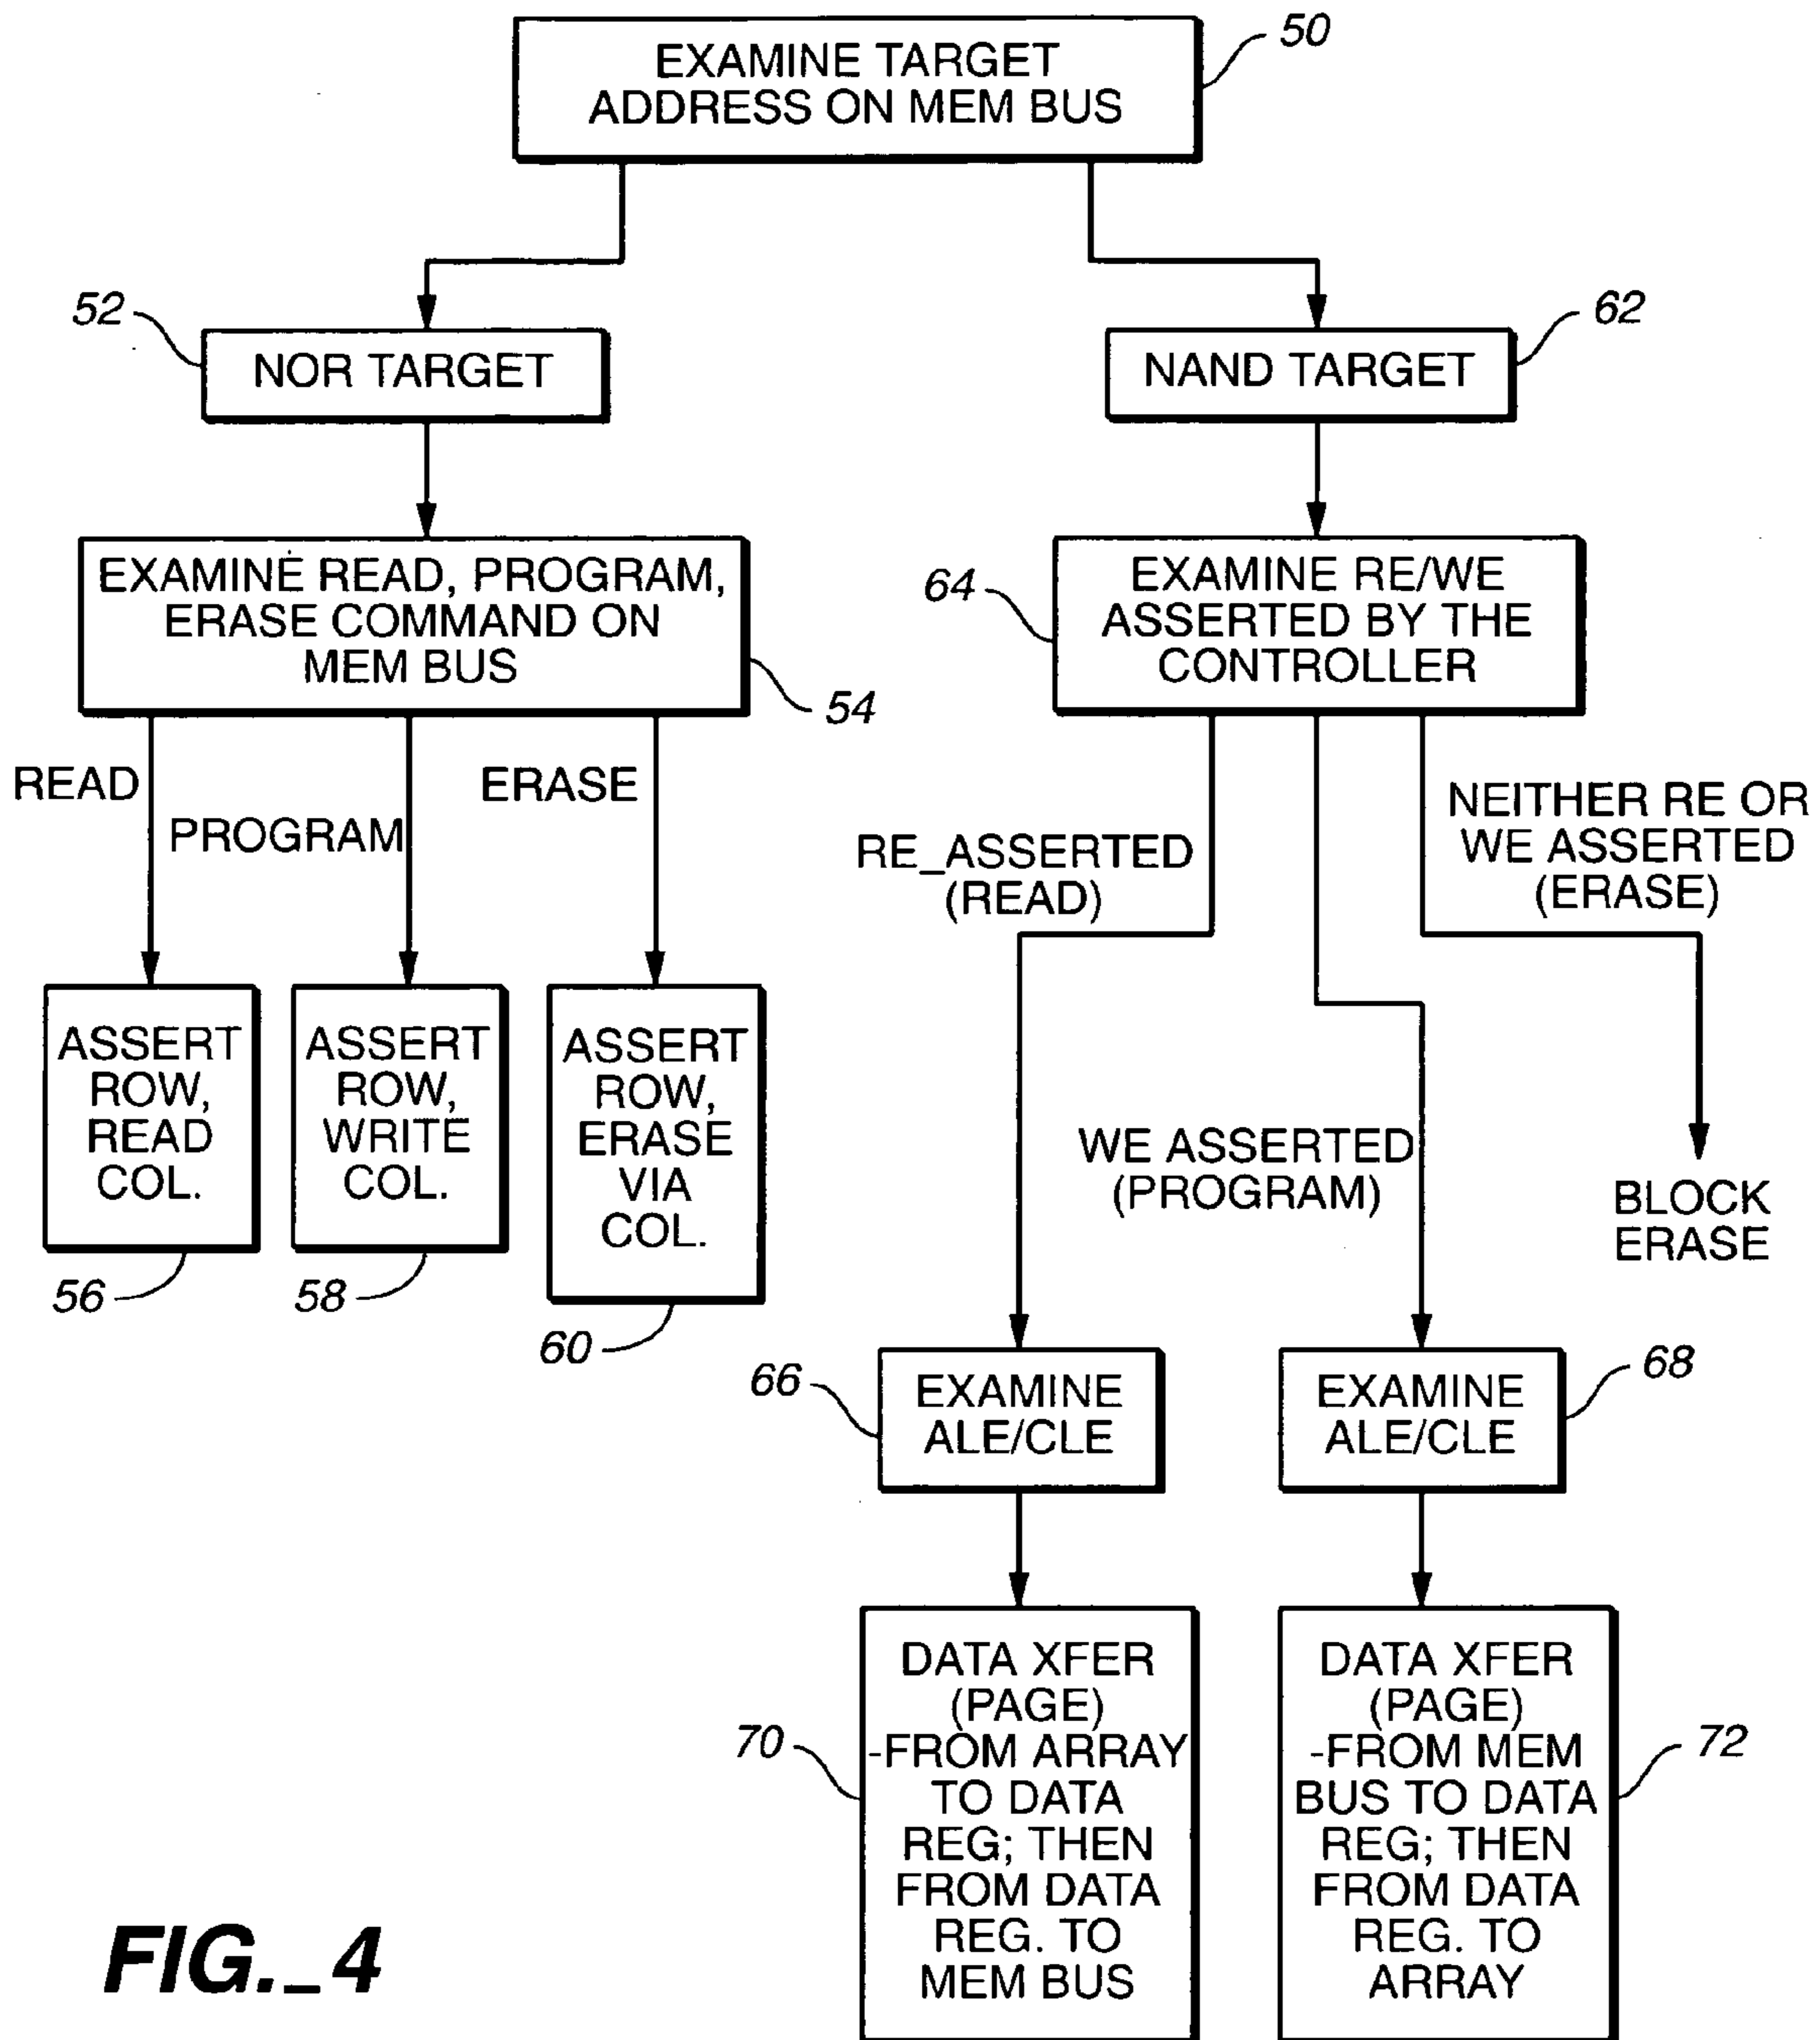 50
EXAMINE TARGET
ADDRESS ON MEM BUS
52
NOR TARGET
62
NAND TARGET
EXAMINE READ, PROGRAM,
ERASE COMMAND ON
MEM BUS
54
64
EXAMINE RE/WE
ASSERTED BY THE
CONTROLLER
READ
PROGRAM
ERASE
RE_ASSERTED
(READ)
NEITHER RE OR
WE ASSERTED
(ERASE)
ASSERT
ROW,
READ
COL.
56
ASSERT
ROW,
WRITE
COL.
58
ASSERT
ROW,
ERASE
VIA
COL.
60
WE ASSERTED
(PROGRAM)
BLOCK
ERASE
66
EXAMINE
ALE/CLE
68
EXAMINE
ALE/CLE
70
DATA XFER
(PAGE)
-FROM ARRAY
TO DATA
REG; THEN
FROM DATA
REG. TO
MEM BUS
72
DATA XFER
(PAGE)
-FROM MEM
BUS TO DATA
REG; THEN
FROM DATA
REG. TO
ARRAY
FIG._4